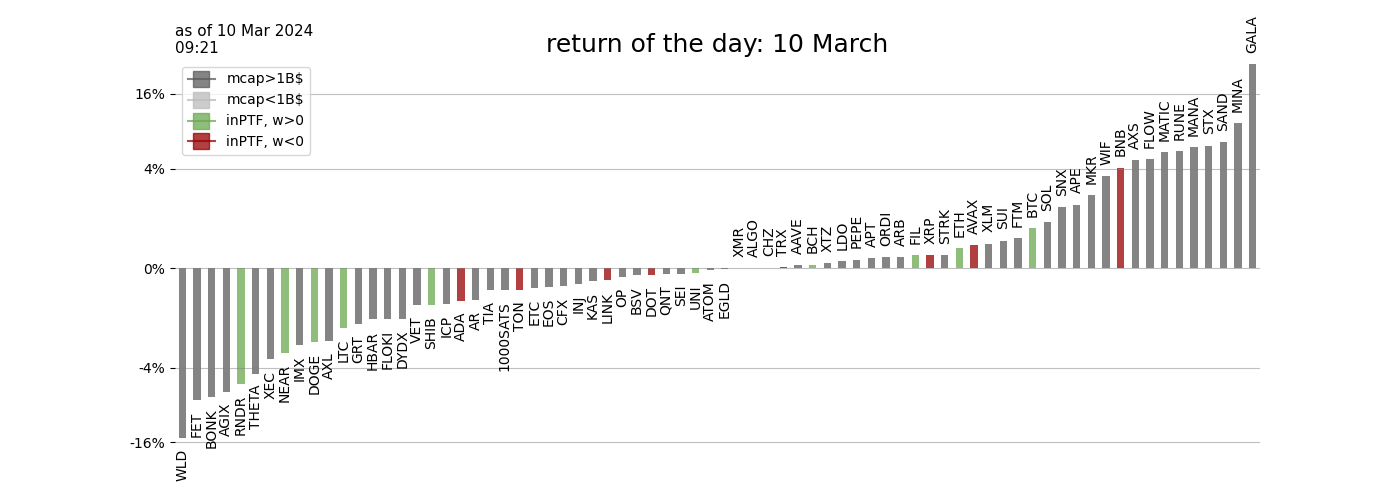 as of 10 Mar 2024
09:21
return of the day: 10 March
mcap>1B$
mcap<1B$
inPTF, w>0
inPTF, w<0
16%
4%
0%
-4%
-16%
WLD
FET
BONK
AGIX
RNDR
THETA
XEC
NEAR
IMX
DOGE
AXL
LTC
GRT
HBAR
FLOKI
DYDX
VET
SHIB
ICP
ADA
AR
TIA
1000SATS
TON
ETC
EOS
CFX
INJ
KAS
LINK
OP
BSV
DOT
QNT
SEI
UNI
ATOM
EGLD
XMR
ALGO
CHZ
TRX
AAVE
BCH
XTZ
LDO
PEPE
APT
ORDI
ARB
FIL
XRP
STRK
ETH
AVAX
XLM
SUI
FTM
BTC
SOL
SNX
APE
MKR
WIF
BNB
AXS
FLOW
MATIC
RUNE
MANA
STX
SAND
MINA
GALA